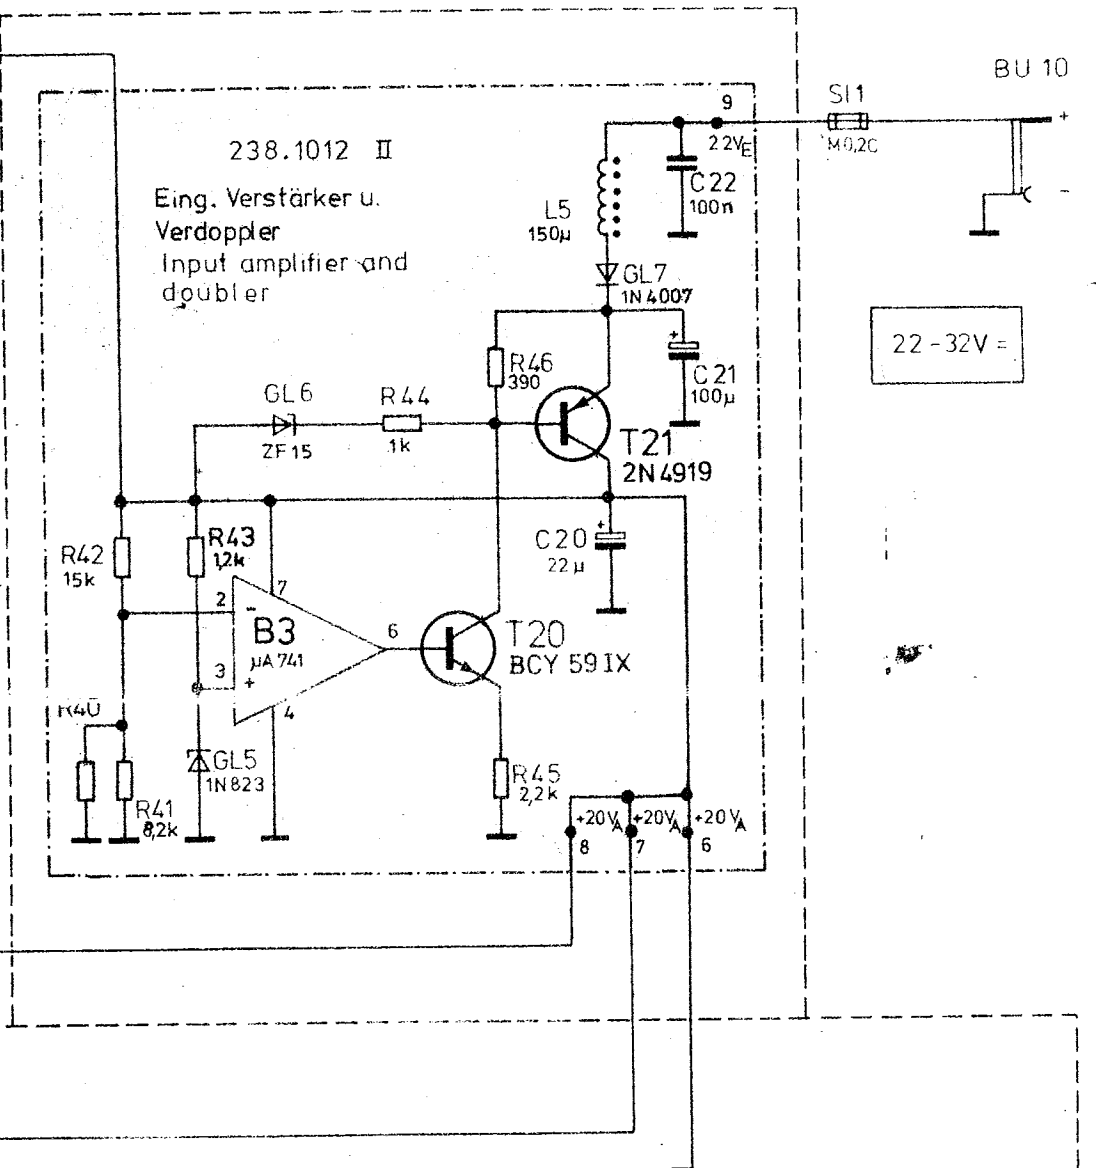 BU 10
SI 1
M0,2C
+
-
9
22VE
238.1012 II
Eing. Verstärker u.
Verdoppler
Input amplifier and
doubler
C22
100n
L5
150µ
GL7
1N4007
22-32V =
R46
390
+
C21
100µ
GL6
ZF15
R44
1k
T21
2N4919
+
R42
15k
R43
1,2k
+
C20
22µ
7
2
-
B3
µA741
6
3
+
4
T20
BCY 59 IX
R40
GL5
1N823
R41
8,2k
R45
2,2k
+20VA
+20VA
+20VA
8
7
6